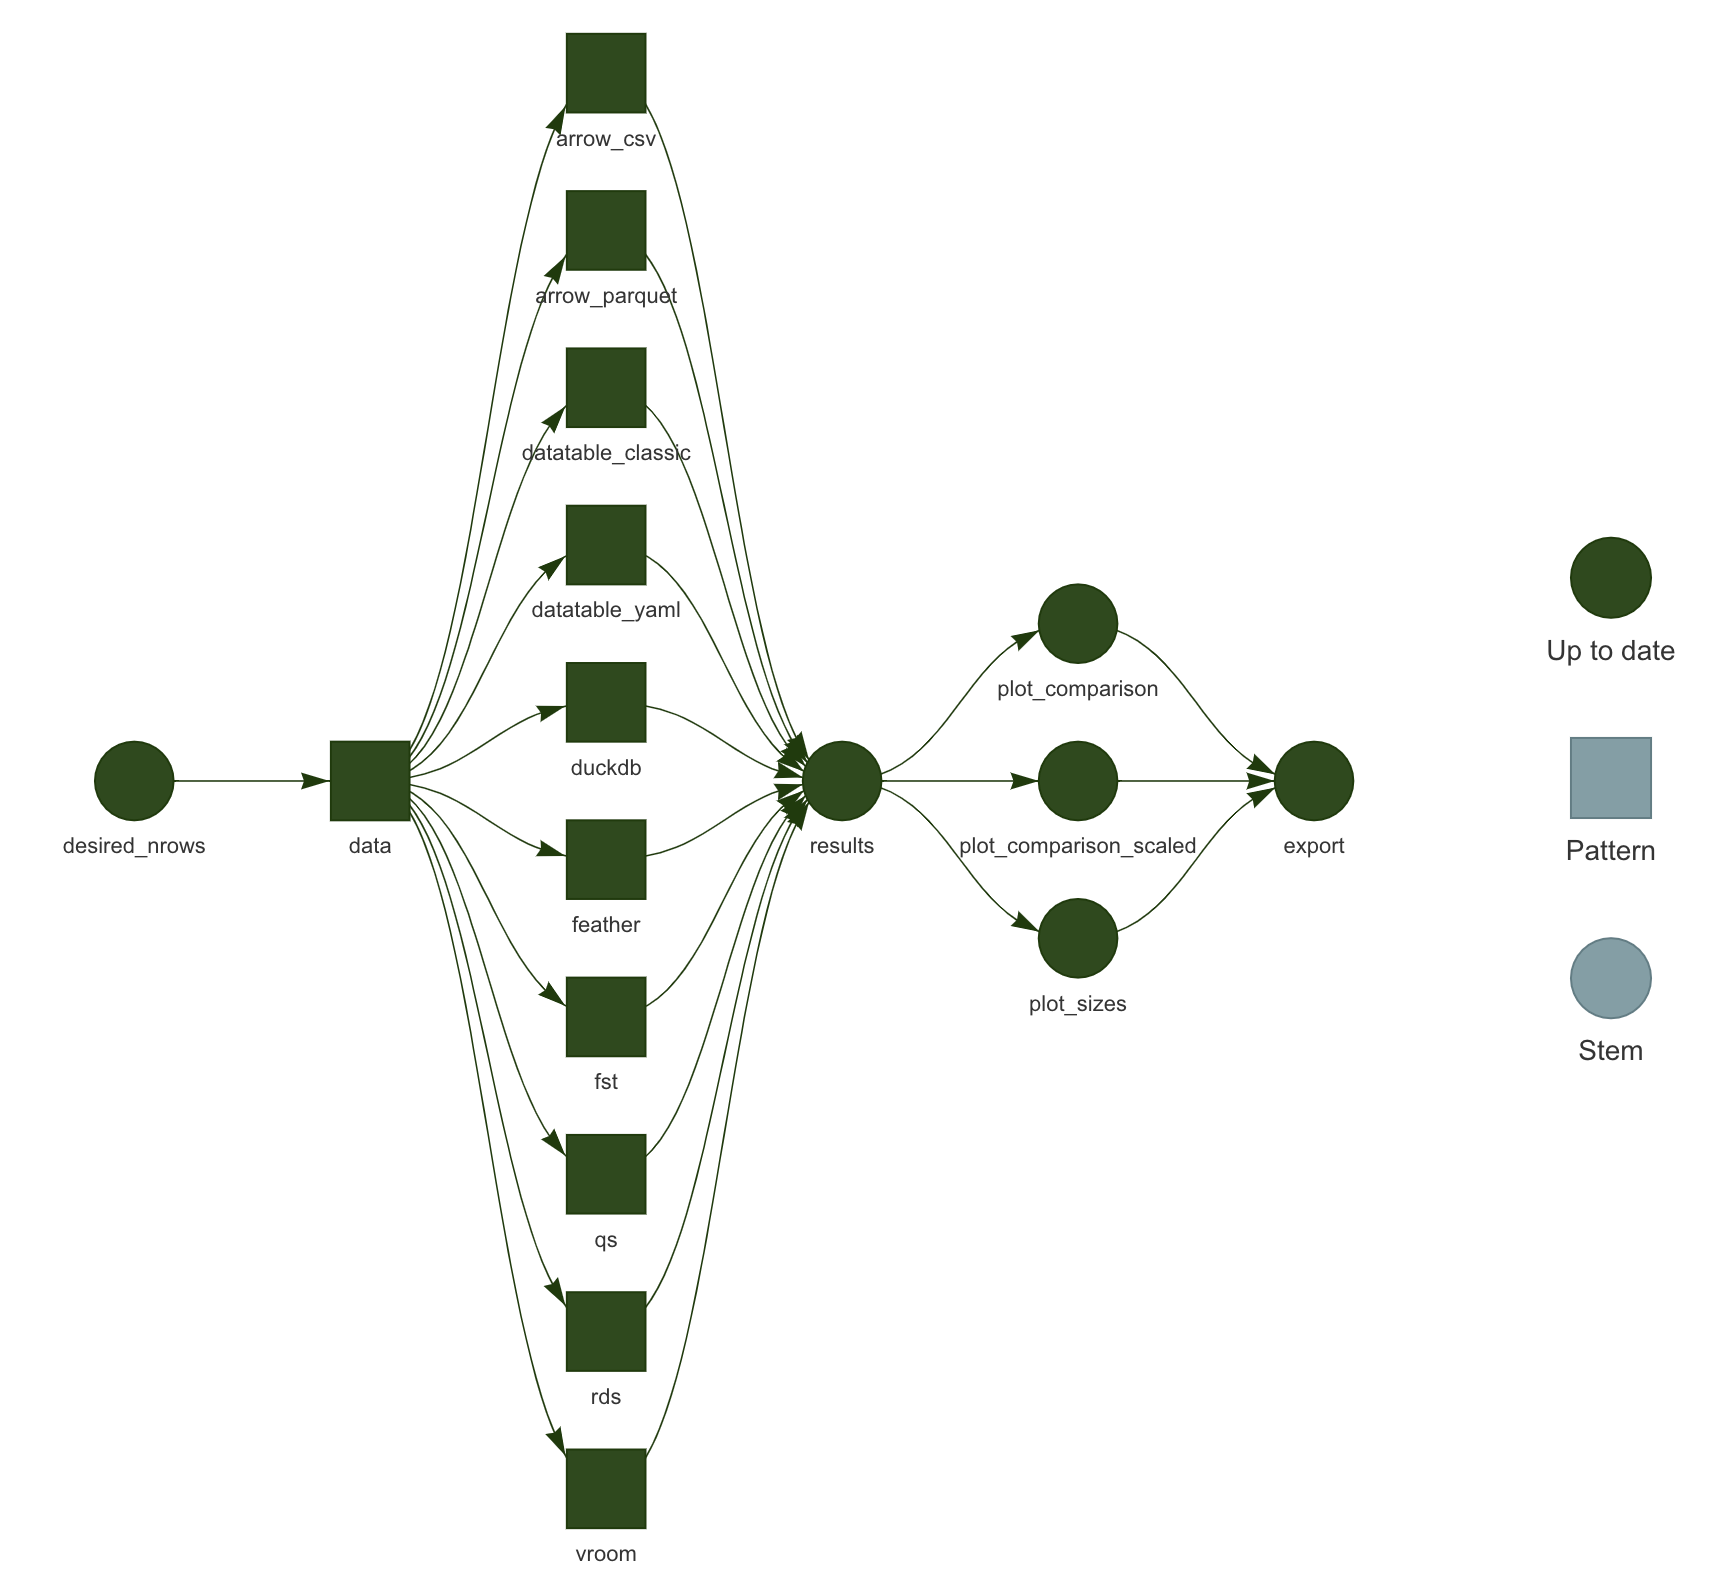 arrow_csv
arrow_parquet
datatable_classic
datatable_yaml
duckdb
desired_nrows
data
feather
fst
qs
rds
vroom
results
plot_comparison
plot_comparison_scaled
plot_sizes
export
Up to date
Pattern
Stem